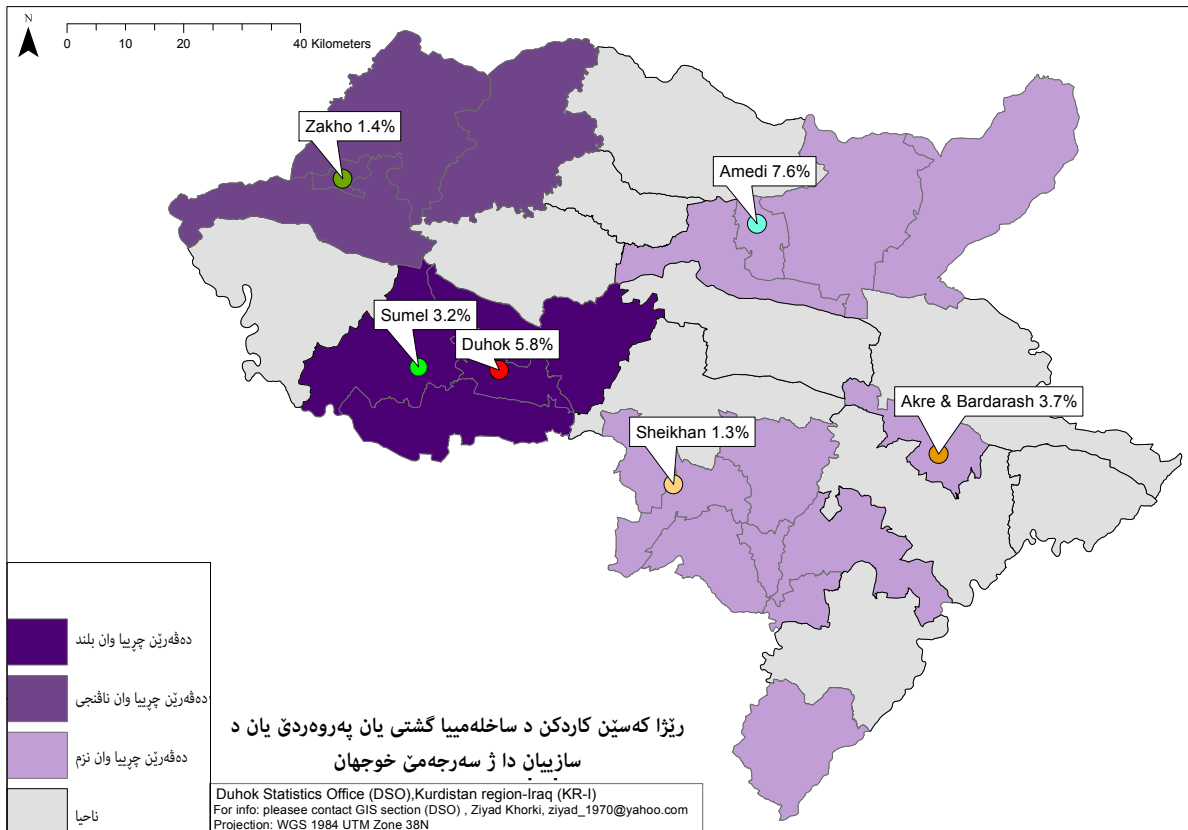 N
0 10 20 40 Kilometers
Zakho 1.4%
Amedi 7.6%
Sumel 3.2%
Duhok 5.8%
Akre & Bardarash 3.7%
Sheikhan 1.3%
دەڤەرێن چڕییا وان بلند
دەڤەرێن چڕییا وان ناڤنجی
دەڤەرێن چڕییا وان نزم
ناحیا
رێژا کەسێن کاردکن د ساخلەمییا گشتی یان پەروەردێ یان د
سازییان دا ژ سەرجەمێ خوجهان
Duhok Statistics Office (DSO),Kurdistan region-Iraq (KR-I)
For info: pleasee contact GIS section (DSO) , Ziyad Khorki, ziyad_1970@yahoo.com
Projection: WGS 1984 UTM Zone 38N